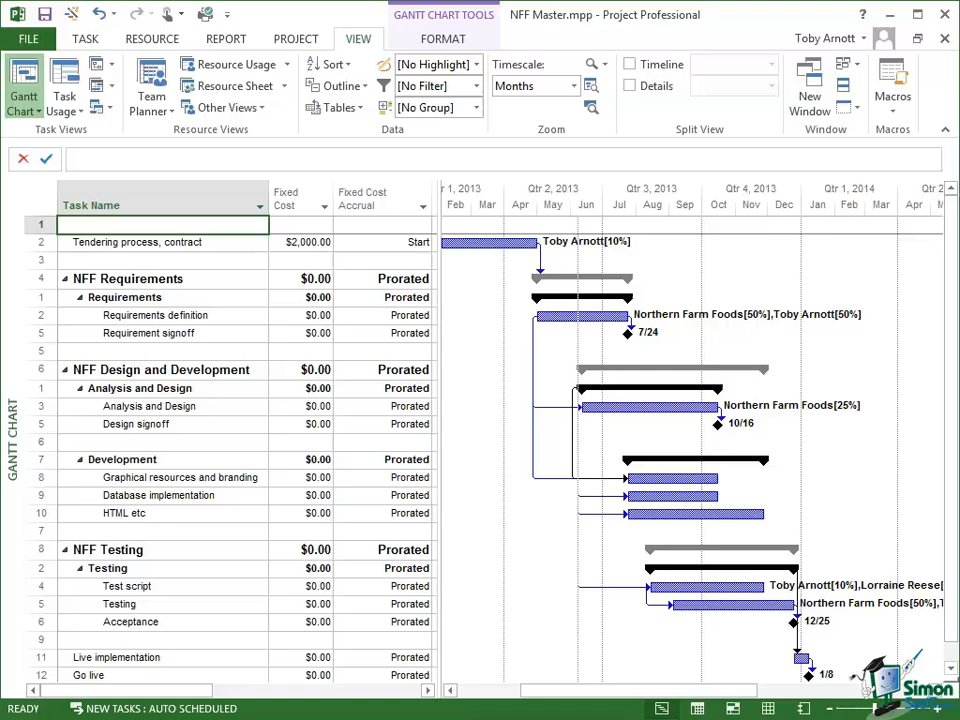 GANTT CHART TOOLS
NFF Master.mpp - Project Professional
FILE TASK RESOURCE REPORT PROJECT VIEW FORMAT
Toby Arnott
Gantt Chart
Task Usage
Task Views
Team Planner
Resource Usage
Resource Sheet
Other Views
Resource Views
Sort
Outline
Tables
[No Highlight]
[No Filter]
[No Group]
Data
Timescale:
Months
Zoom
Timeline
Details
Split View
New Window
Window
Macros
Macros
Task Name Fixed Cost Fixed Cost Accrual
r 1, 2013 Qtr 2, 2013 Qtr 3, 2013 Qtr 4, 2013 Qtr 1, 2014 Qtr 2
Feb Mar Apr May Jun Jul Aug Sep Oct Nov Dec Jan Feb Mar Apr M
1
2 Tendering process, contract $2,000.00 Start Toby Arnott[10%]
3
4 NFF Requirements $0.00 Prorated
1 Requirements $0.00 Prorated
2 Requirements definition $0.00 Prorated Northern Farm Foods[50%],Toby Arnott[50%]
5 Requirement signoff $0.00 Prorated 7/24
5
6 NFF Design and Development $0.00 Prorated
1 Analysis and Design $0.00 Prorated
3 Analysis and Design $0.00 Prorated Northern Farm Foods[25%]
5 Design signoff $0.00 Prorated 10/16
6
7 Development $0.00 Prorated
8 Graphical resources and branding $0.00 Prorated
9 Database implementation $0.00 Prorated
10 HTML etc $0.00 Prorated
8 NFF Testing $0.00 Prorated
2 Testing $0.00 Prorated
4 Test script $0.00 Prorated Toby Arnott[10%],Lorraine Reese[
5 Testing $0.00 Prorated Northern Farm Foods[50%],T
6 Acceptance $0.00 Prorated 12/25
9
11 Live implementation $0.00 Prorated
12 Go live $0.00 Prorated 1/8
GANTT CHART
Simon
READY NEW TASKS : AUTO SCHEDULED